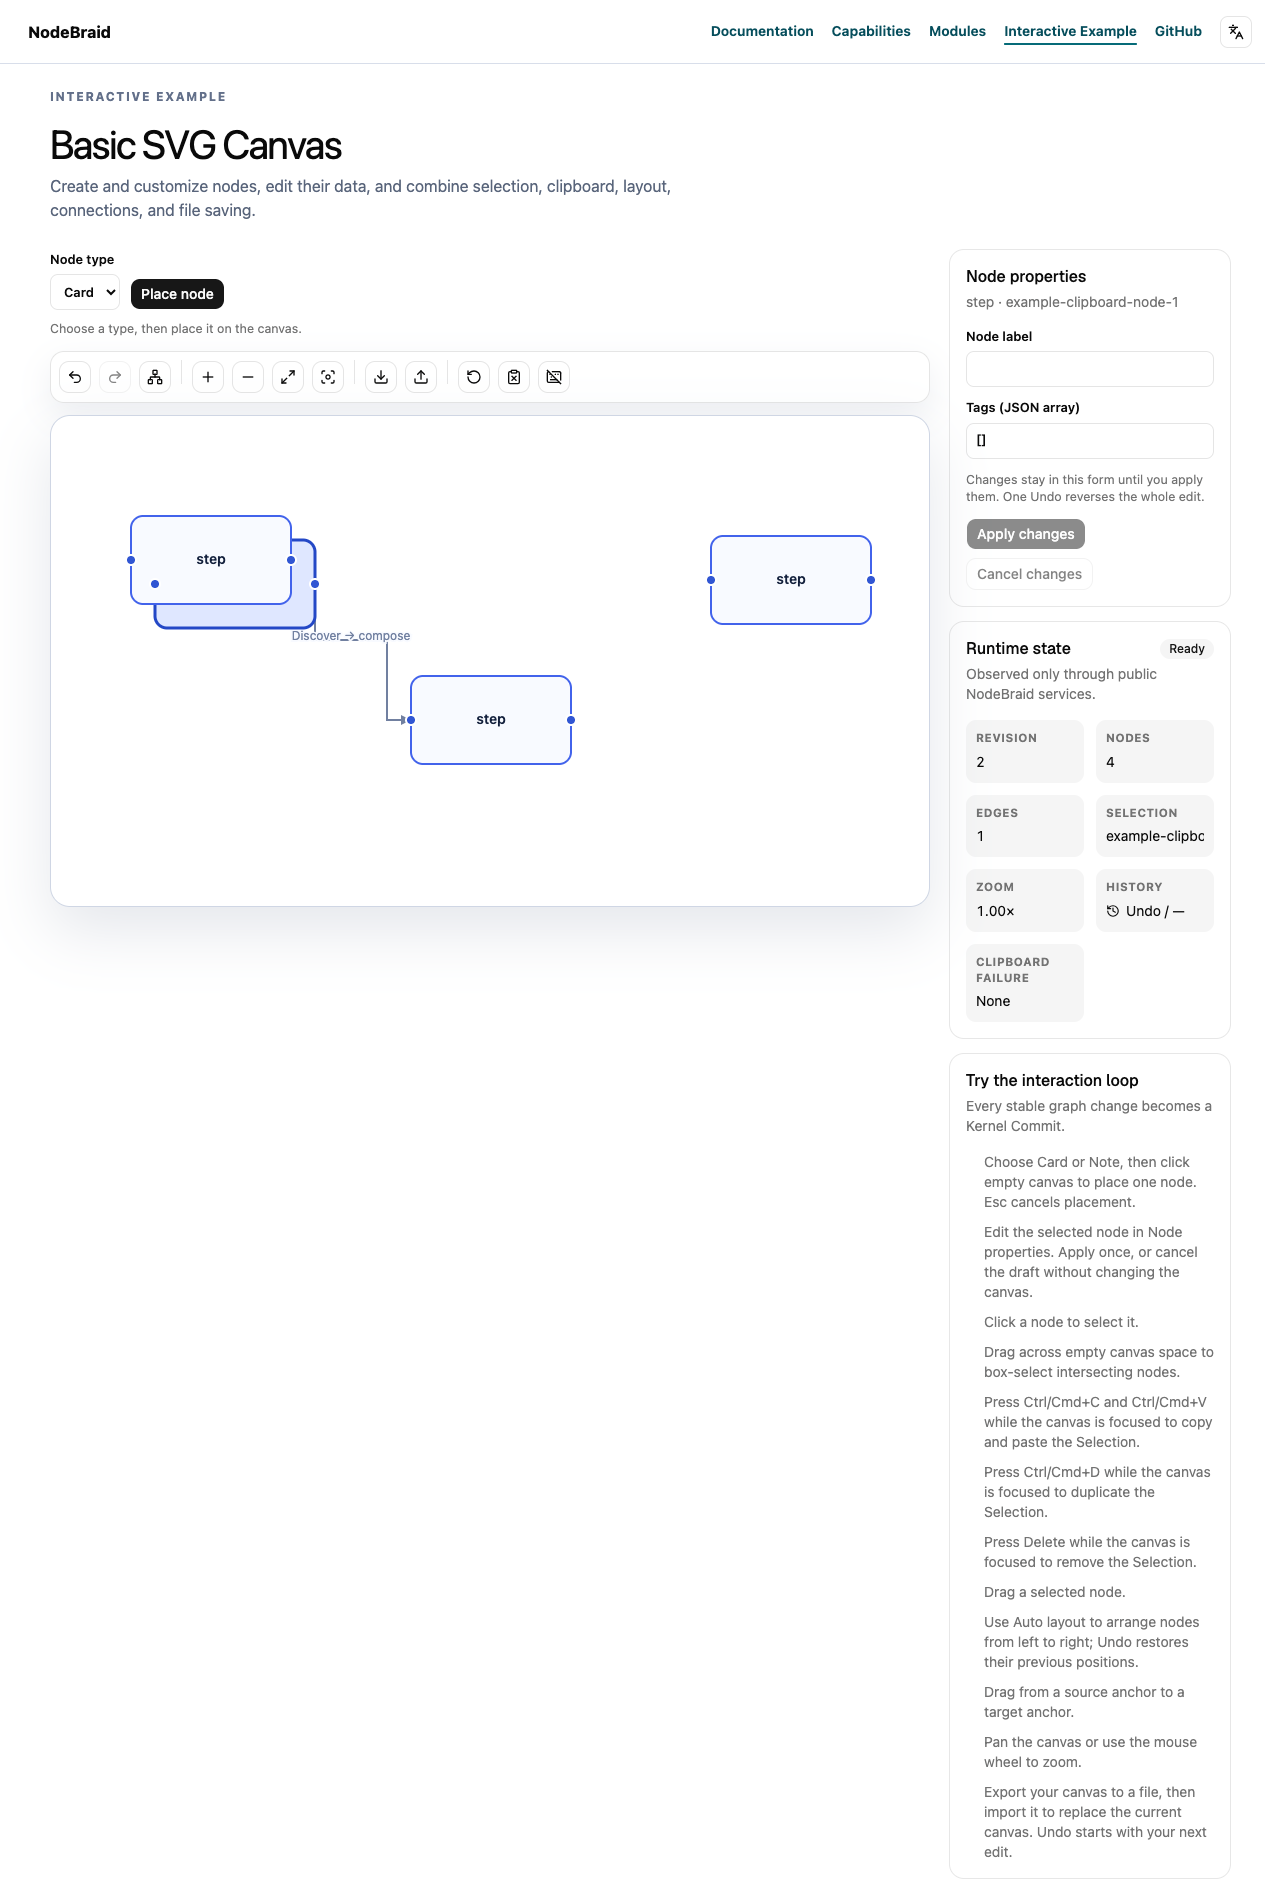 NodeBraid
Documentation
Capabilities
Modules
Interactive Example
GitHub
INTERACTIVE EXAMPLE
Basic SVG Canvas
Create and customize nodes, edit their data, and combine selection, clipboard, layout,
connections, and file saving.
Node type
Card
Place node
Choose a type, then place it on the canvas.
step
step
Discover → compose
step
Node properties
step · example-clipboard-node-1
Node label
Tags (JSON array)
[]
Changes stay in this form until you apply
them. One Undo reverses the whole edit.
Apply changes
Cancel changes
Runtime state
Ready
Observed only through public
NodeBraid services.
REVISION
2
NODES
4
EDGES
1
SELECTION
example-clipbo
ZOOM
1.00×
HISTORY
Undo / —
CLIPBOARD
FAILURE
None
Try the interaction loop
Every stable graph change becomes a
Kernel Commit.
Choose Card or Note, then click
empty canvas to place one node.
Esc cancels placement.
Edit the selected node in Node
properties. Apply once, or cancel
the draft without changing the
canvas.
Click a node to select it.
Drag across empty canvas space to
box-select intersecting nodes.
Press Ctrl/Cmd+C and Ctrl/Cmd+V
while the canvas is focused to copy
and paste the Selection.
Press Ctrl/Cmd+D while the canvas
is focused to duplicate the
Selection.
Press Delete while the canvas is
focused to remove the Selection.
Drag a selected node.
Use Auto layout to arrange nodes
from left to right; Undo restores
their previous positions.
Drag from a source anchor to a
target anchor.
Pan the canvas or use the mouse
wheel to zoom.
Export your canvas to a file, then
import it to replace the current
canvas. Undo starts with your next
edit.